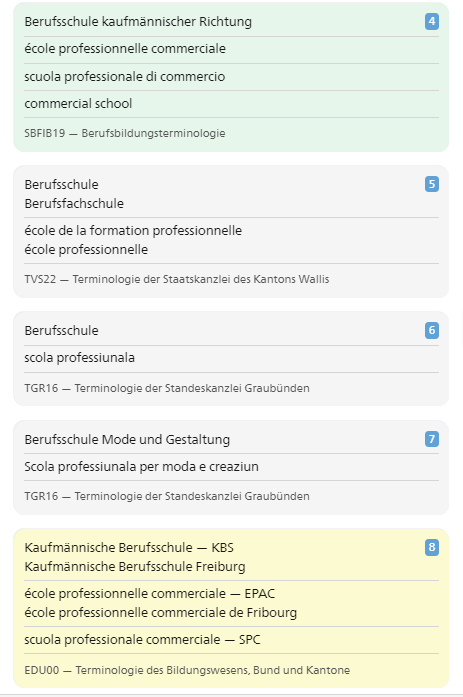 Berufsschule kaufmännischer Richtung 4
école professionnelle commerciale
scuola professionale di commercio
commercial school
SBFIB19 — Berufsbildungsterminologie
Berufsschule 5
Berufsfachschule
école de la formation professionnelle
école professionnelle
TVS22 — Terminologie der Staatskanzlei des Kantons Wallis
Berufsschule 6
scola professiunala
TGR16 — Terminologie der Standeskanzlei Graubünden
Berufsschule Mode und Gestaltung 7
Scola professiunala per moda e creaziun
TGR16 — Terminologie der Standeskanzlei Graubünden
Kaufmännische Berufsschule — KBS 8
Kaufmännische Berufsschule Freiburg
école professionnelle commerciale — EPAC
école professionnelle commerciale de Fribourg
scuola professionale commerciale — SPC
EDU00 — Terminologie des Bildungswesens, Bund und Kantone